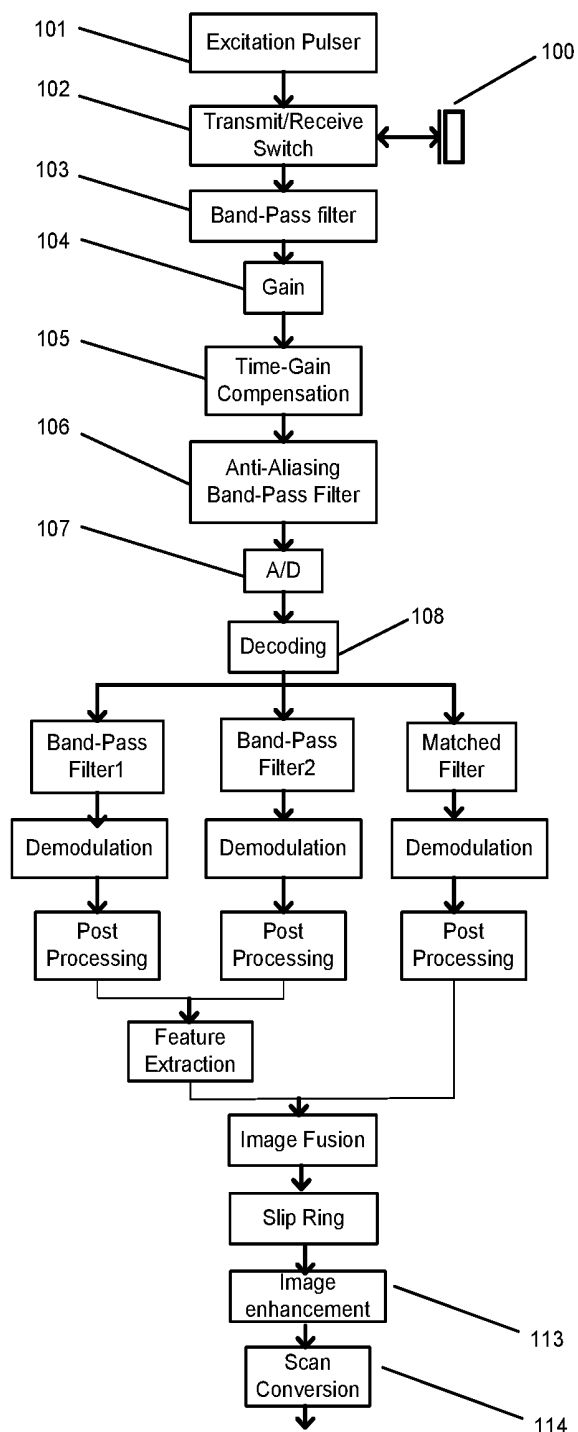 101
Excitation Pulser
100
102
Transmit/Receive
Switch
103
Band-Pass filter
104
Gain
105
Time-Gain
Compensation
106
Anti-Aliasing
Band-Pass Filter
107
A/D
108
Decoding
Band-Pass
Filter1
Band-Pass
Filter2
Matched
Filter
Demodulation
Demodulation
Demodulation
Post
Processing
Post
Processing
Post
Processing
Feature
Extraction
Image Fusion
Slip Ring
Image
enhancement
113
Scan
Conversion
114